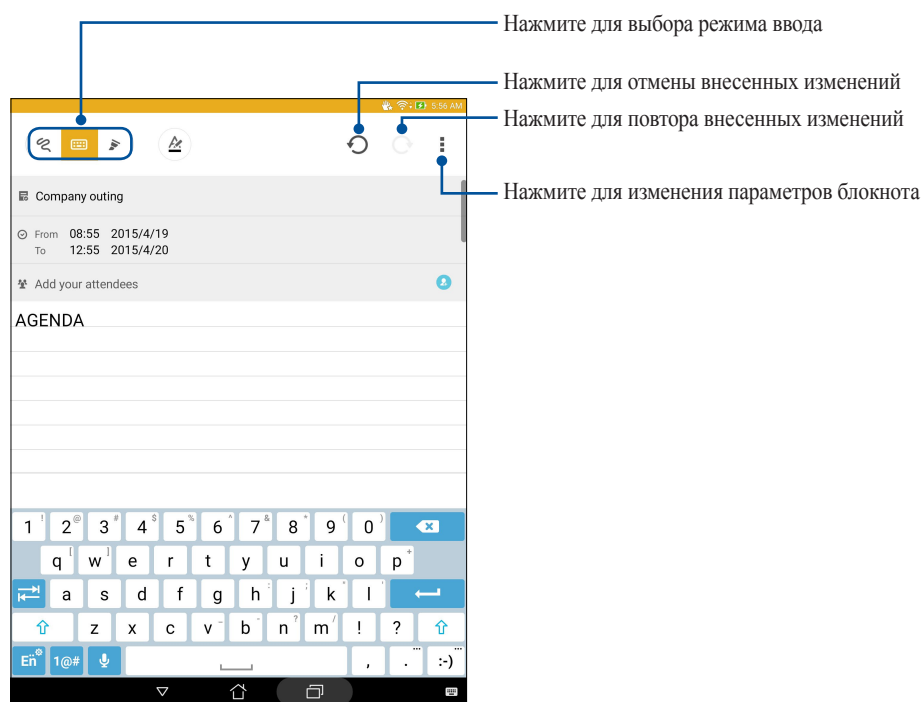 Нажмите для выбора режима ввода
Нажмите для отмены внесенных изменений
Нажмите для повтора внесенных изменений
Нажмите для изменения параметров блокнота
5:56 AM
Company outing
From 08:55 2015/4/19
To 12:55 2015/4/20
Add your attendees
AGENDA
1 ! 2 @ 3 # 4 $ 5 % 6 ^ 7 & 8 * 9 ( 0 )
q [ w ] e r t y u i o p +
a s d f g h : j ; k " l '
z x c v - b - n ? m / ! ?
En 1@# , . ... :-) ...